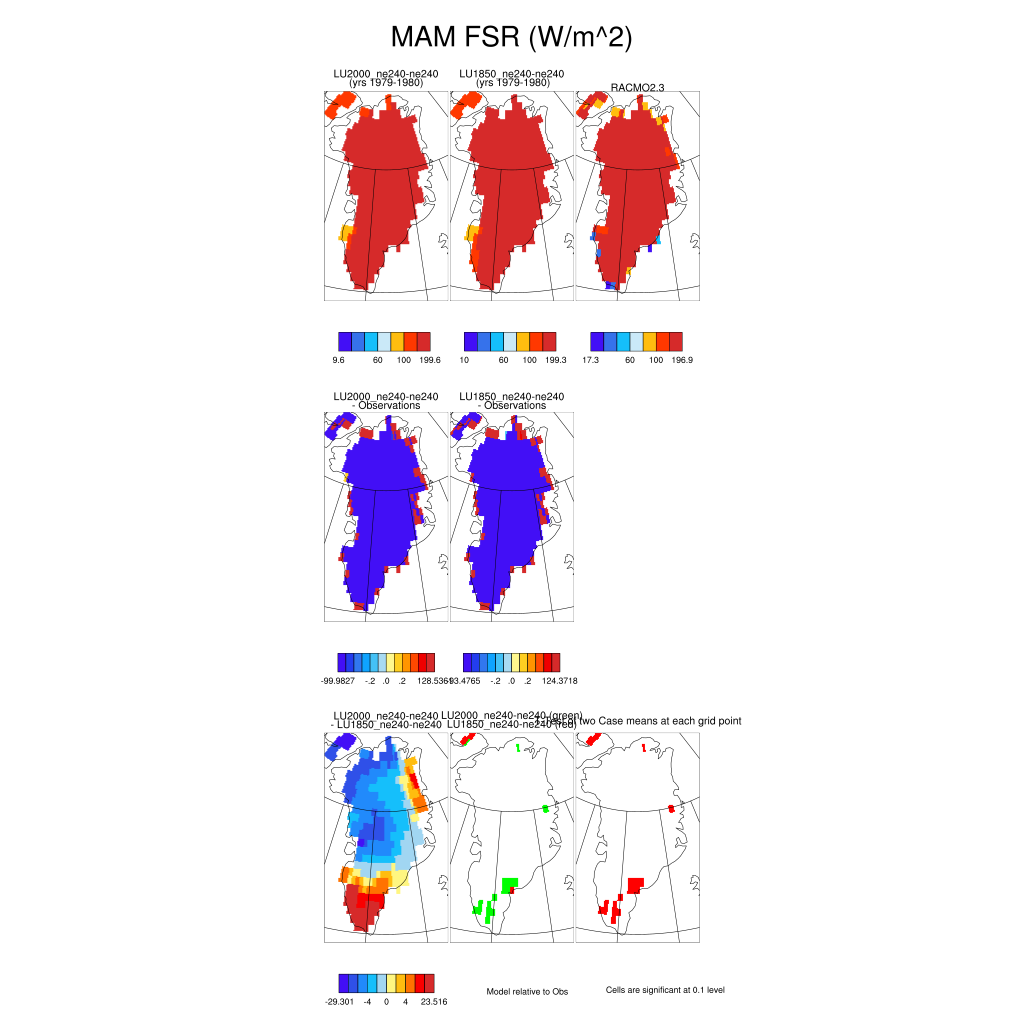 MAM FSR (W/m^2)
LU2000_ne240-ne240
(yrs 1979-1980)
LU1850_ne240-ne240
(yrs 1979-1980)
RACMO2.3
9.6 60 100 199.6
10 60 100 199.3
17.3 60 100 196.9
LU2000_ne240-ne240
- Observations
LU1850_ne240-ne240
- Observations
-99.9827 -.2 .0 .2 128.5369
-93.4765 -.2 .0 .2 124.3718
LU2000_ne240-ne240
- LU1850_ne240-ne240
LU2000_ne240-ne240 (green)
LU1850_ne240-ne240 (red)
of two Case means at each grid point
-29.301 -4 0 4 23.516
Model relative to Obs
Cells are significant at 0.1 level